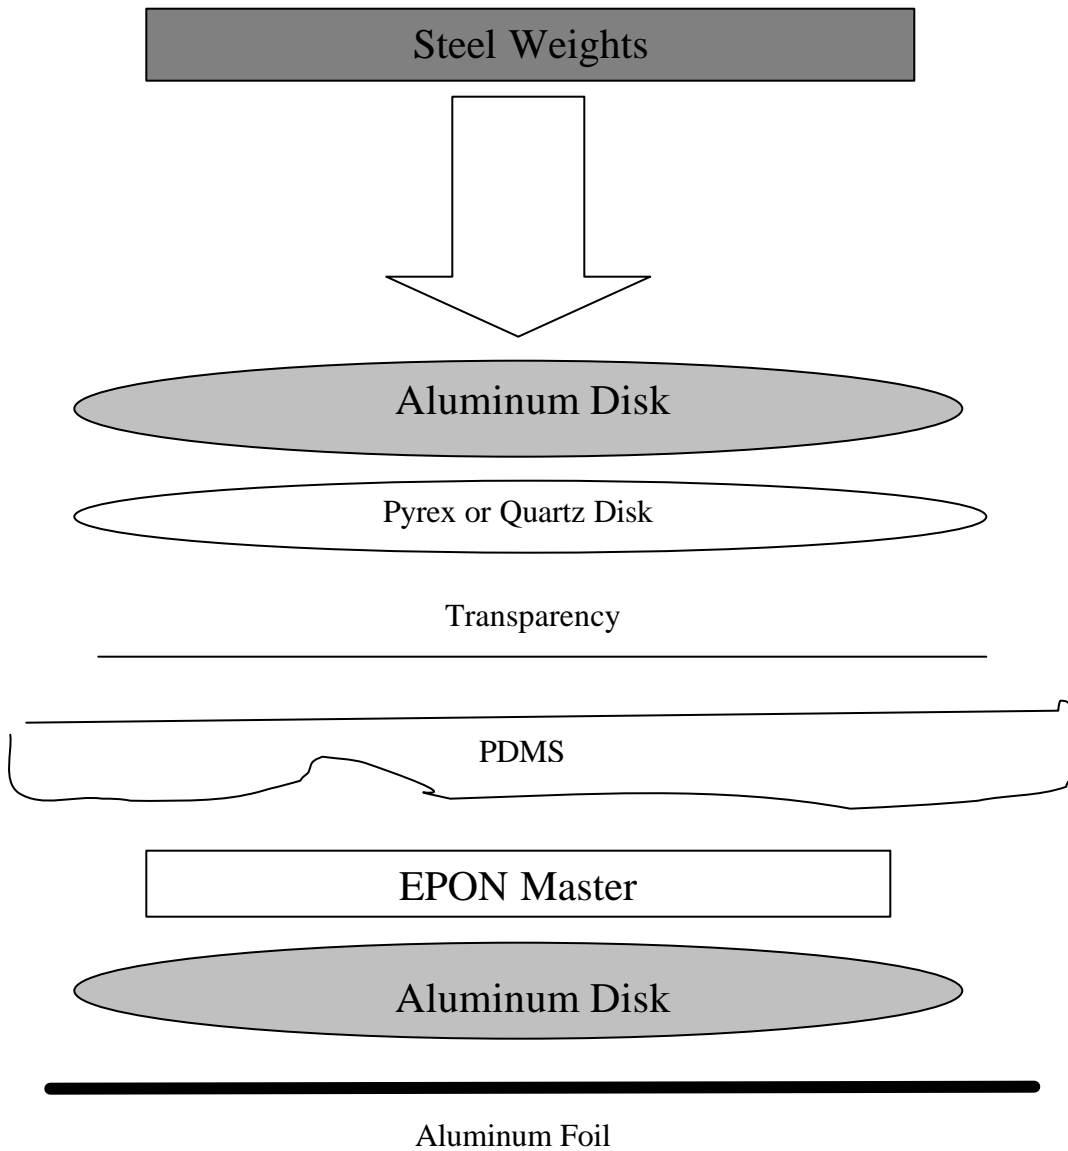 Steel Weights
Aluminum Disk
Pyrex or Quartz Disk
Transparency
PDMS
EPON Master
Aluminum Disk
Aluminum Foil